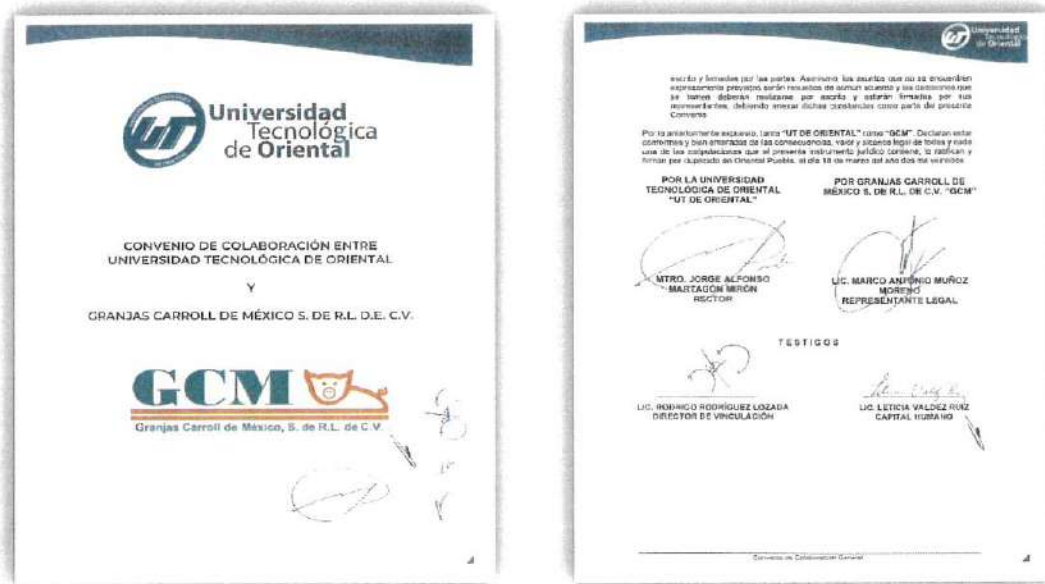 UT
Universidad
Tecnológica
de Oriental
CONVENIO DE COLABORACIÓN ENTRE
UNIVERSIDAD TECNOLÓGICA DE ORIENTAL
Y
GRANJAS CARROLL DE MÉXICO S. DE R.L. D.E. C.V.
GCM
Granjas Carroll de México, S. de R.L. de C.V.
UT
Universidad
Tecnológica
de Oriental
escrito y firmadas por las partes. Asimismo los asuntos que no se encuentren
expresamente previstos serán resueltos de común acuerdo y las decisiones que
se tomen deberán realizarse por escrito y estarán firmadas por sus
representantes, debiendo anexar dichas constancias como parte del presente
Convenio
Por lo anteriormente expuesto, tanto "UT DE ORIENTAL" como "GCM". Declaran estar
conformes y bien enterados de las consecuencias, valor y alcance legal de todas y cada
una de las estipulaciones que el presente instrumento jurídico contiene, lo ratifican y
firman por duplicado en Oriental Puebla, el día 18 de marzo del año dos mil
POR LA UNIVERSIDAD
TECNOLÓGICA DE ORIENTAL
"UT DE ORIENTAL"
POR GRANJAS CARROLL DE
MÉXICO S. DE R.L. DE C.V. "GCM"
MTRO. JORGE ALFONSO
MARTAGÓN MIRÓN
RECTOR
LIC. MARCO ANTONIO MUÑOZ
MORENO
REPRESENTANTE LEGAL
TESTIGOS
LIC. RODRIGO RODRÍGUEZ LOZADA
DIRECTOR DE VINCULACIÓN
LIC. LETICIA VALDEZ RUIZ
CAPITAL HUMANO
Convenio de Colaboración General